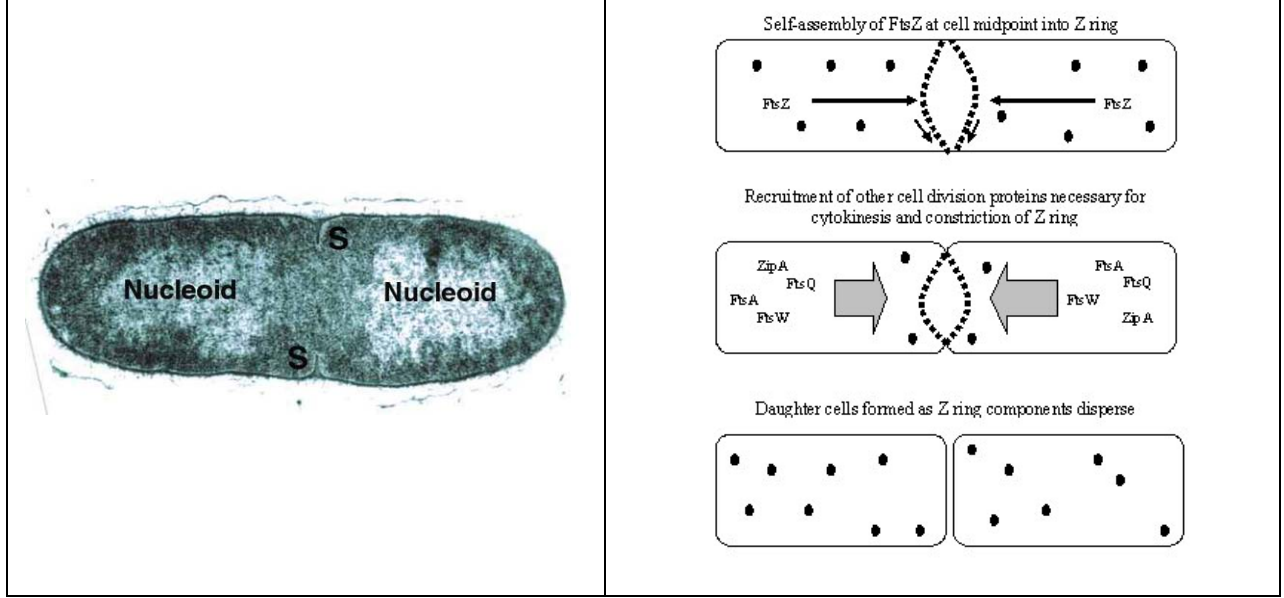 S
Nucleoid
Nucleoid
S
Self-assembly of FtsZ at cell midpoint into Z ring
FtsZ
FtsZ
Recruitment of other cell division proteins necessary for
cytokinesis and constriction of Z ring
ZipA
FtsQ
FtsA
FtsW
FtsA
FtsQ
FtsW
ZipA
Daughter cells formed as Z ring components disperse